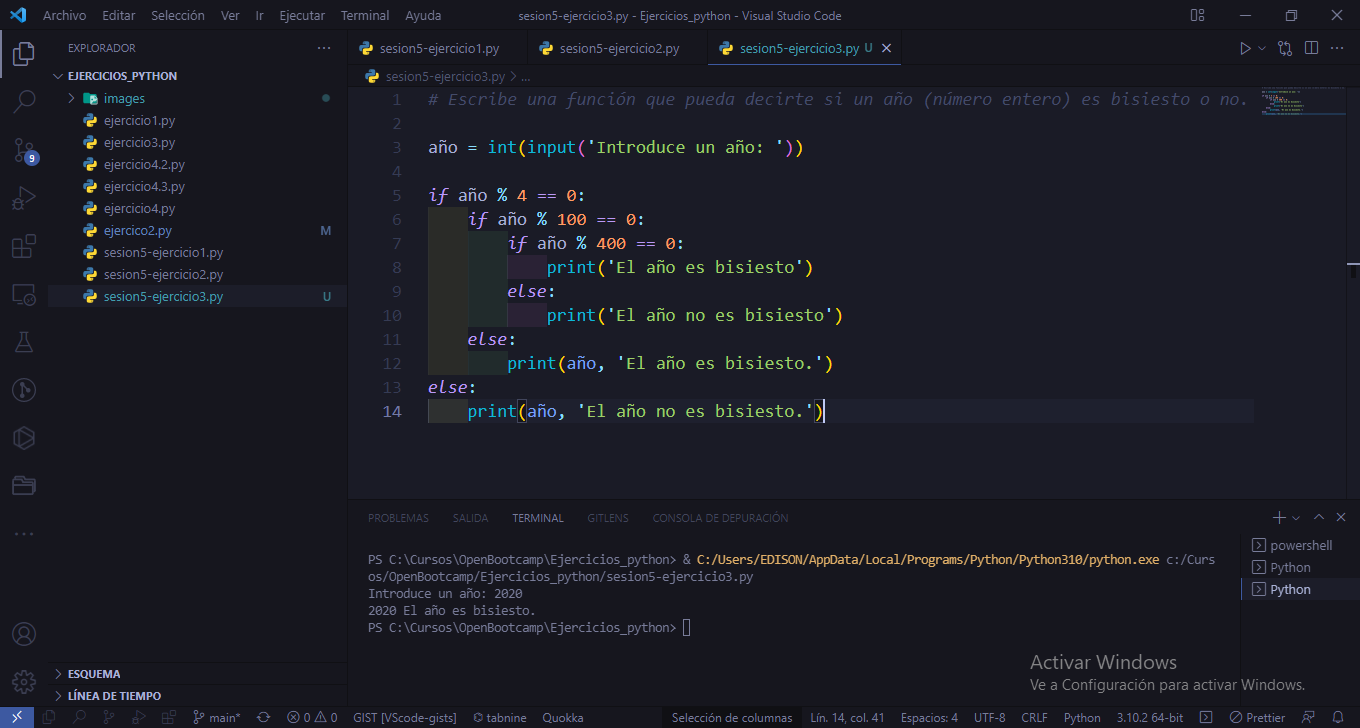 Archivo Editar Selección Ver Ir Ejecutar Terminal Ayuda sesion5-ejercicio3.py - Ejercicios_python - Visual Studio Code
EXPLORADOR
EJERCICIOS_PYTHON
images
ejercicio1.py
ejercicio3.py
ejercicio4.2.py
ejercicio4.3.py
ejercicio4.py
ejercico2.py M
sesion5-ejercicio1.py
sesion5-ejercicio2.py
sesion5-ejercicio3.py U
9
ESQUEMA
LÍNEA DE TIEMPO
sesion5-ejercicio1.py sesion5-ejercicio2.py sesion5-ejercicio3.py U
sesion5-ejercicio3.py > ...
1 # Escribe una función que pueda decirte si un año (número entero) es bisiesto o no.
2
3 año = int(input('Introduce un año: '))
4
5 if año % 4 == 0:
6     if año % 100 == 0:
7         if año % 400 == 0:
8             print('El año es bisiesto')
9         else:
10             print('El año no es bisiesto')
11     else:
12         print(año, 'El año es bisiesto.')
13 else:
14     print(año, 'El año no es bisiesto.')
PROBLEMAS SALIDA TERMINAL GITLENS CONSOLA DE DEPURACIÓN
PS C:\Cursos\OpenBootcamp\Ejercicios_python> & C:/Users/EDISON/AppData/Local/Programs/Python/Python310/python.exe c:/Curs
os/OpenBootcamp/Ejercicios_python/sesion5-ejercicio3.py
Introduce un año: 2020
2020 El año es bisiesto.
PS C:\Cursos\OpenBootcamp\Ejercicios_python>
powershell
Python
Python
Activar Windows
Ve a Configuración para activar Windows.
main* 0 0 GIST [VScode-gists] tabnine Quokka Selección de columnas Lín. 14, col. 41 Espacios: 4 UTF-8 CRLF Python 3.10.2 64-bit Prettier